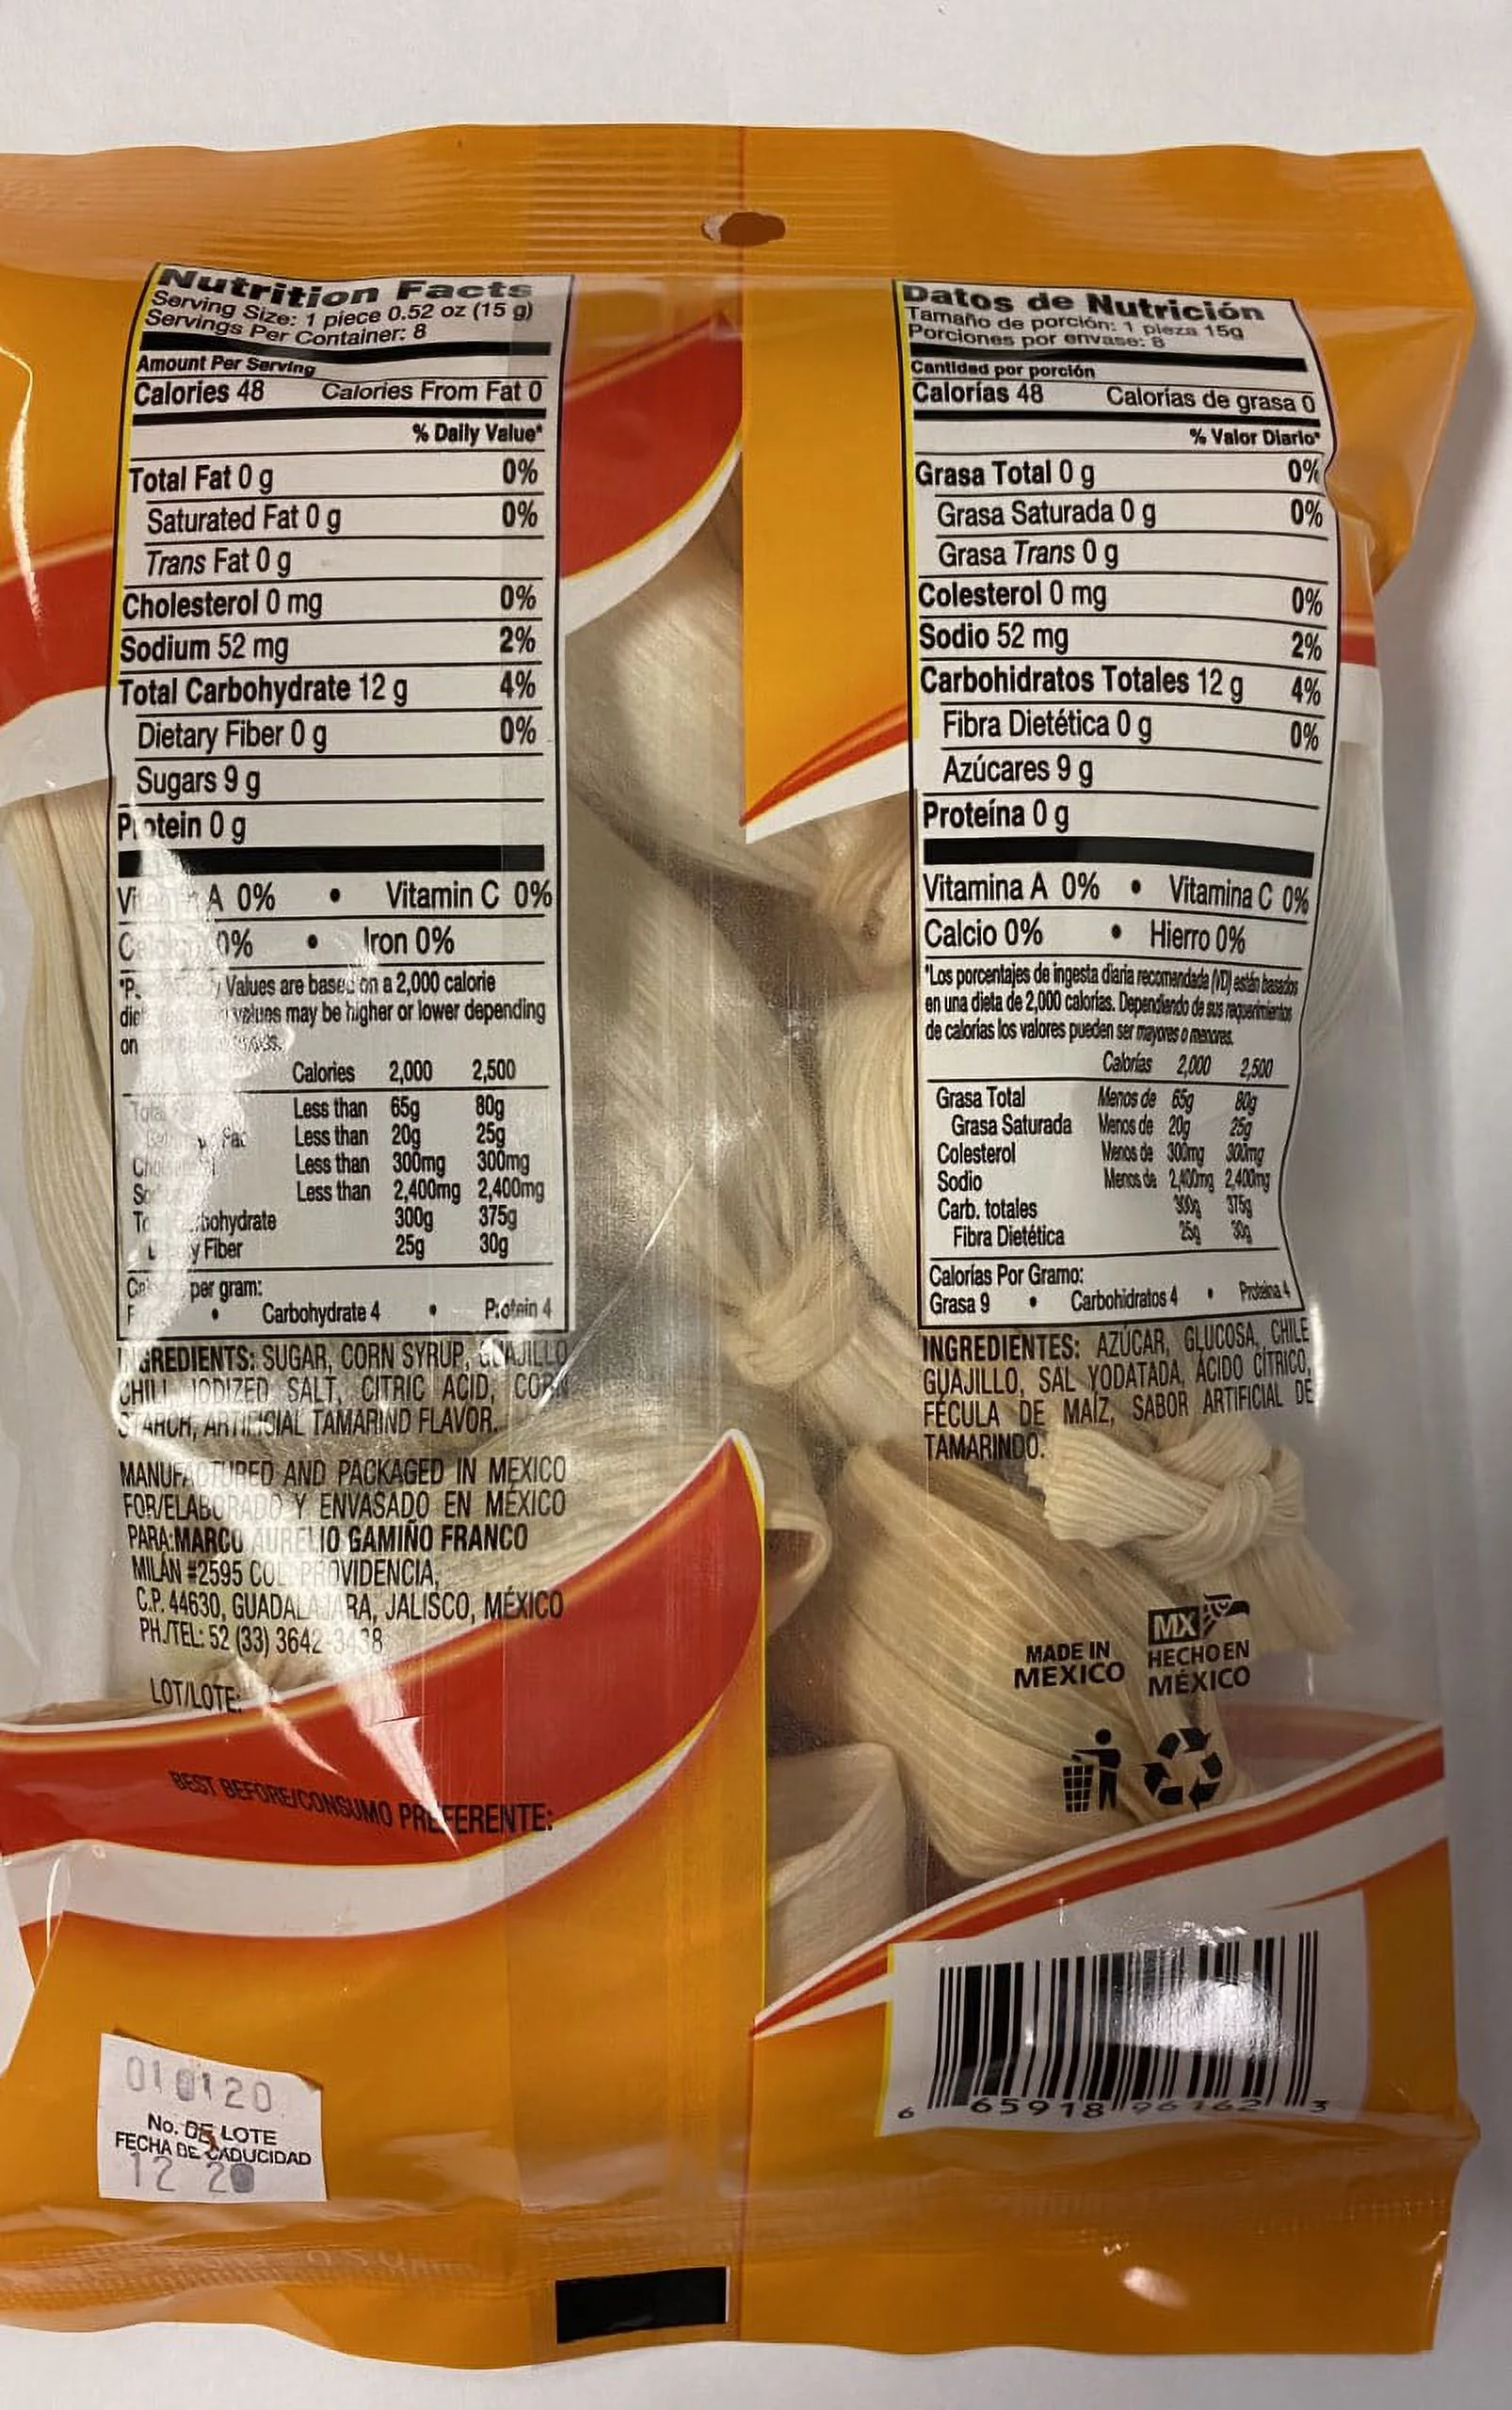 Nutrition Facts
Serving Size: 1 piece 0.52 oz (15 g)
Servings Per Container: 8
Amount Per Serving
Calories 48 Calories From Fat 0
% Daily Value*
Total Fat 0 g 0%
Saturated Fat 0 g 0%
Trans Fat 0 g
Cholesterol 0 mg 0%
Sodium 52 mg 2%
Total Carbohydrate 12 g 4%
Dietary Fiber 0 g 0%
Sugars 9 g
Protein 0 g
A 0% • Vitamin C 0%
0% • Iron 0%
Values are based on a 2,000 calorie
values may be higher or lower depending
on
Calories 2,000 2,500
Less than 65g 80g
Less than 20g 25g
Less than 300mg 300mg
Less than 2,400mg 2,400mg
300g 375g
Fiber 25g 30g
per gram:
• Carbohydrate 4 • Protein 4
INGREDIENTS: SUGAR, CORN SYRUP, GUAJILLO
CHILI IODIZED SALT, CITRIC ACID, CORN
STARCH, ARTIFICIAL TAMARIND FLAVOR.
MANUFACTURED AND PACKAGED IN MEXICO
FOR/ELABORADO Y ENVASADO EN MÉXICO
PARA:MARCO AURELIO GAMIÑO FRANCO
MILÁN #2595 COL PROVIDENCIA,
C.P. 44630, GUADALAJARA, JALISCO, MÉXICO
PH./TEL: 52 (33) 3642 3438
LOT/LOTE:
BEST BEFORE/CONSUMO PREFERENTE:
010120
No. DE LOTE
FECHA DE CADUCIDAD
12 20
Datos de Nutrición
Tamaño de porción: 1 pieza 15g
Porciones por envase: 8
Cantidad por porción
Calorías 48 Calorías de grasa 0
% Valor Diario*
Grasa Total 0 g 0%
Grasa Saturada 0 g 0%
Grasa Trans 0 g
Colesterol 0 mg 0%
Sodio 52 mg 2%
Carbohidratos Totales 12 g 4%
Fibra Dietética 0 g 0%
Azúcares 9 g
Proteína 0 g
Vitamina A 0% • Vitamina C 0%
Calcio 0% • Hierro 0%
*Los porcentajes de ingesta diaria recomendada (VD) están basados
en una dieta de 2,000 calorías. Dependiendo de sus requerimientos
de calorías los valores pueden ser mayores o menores.
Calorías 2,000 2,500
Grasa Total Menos de 65g 80g
Grasa Saturada Menos de 20g 25g
Colesterol Menos de 300mg 300mg
Sodio Menos de 2,400mg 2,400mg
Carb. totales 300g 375g
Fibra Dietética 25g 30g
Calorías Por Gramo:
Grasa 9 • Carbohidratos 4 • Proteína 4
INGREDIENTES: AZÚCAR, GLUCOSA, CHILE
GUAJILLO, SAL YODATADA, ÁCIDO CÍTRICO,
FÉCULA DE MAÍZ, SABOR ARTIFICIAL DE
TAMARINDO.
MADE IN
MEXICO
MX
HECHO EN
MÉXICO
6 65918 96162 3